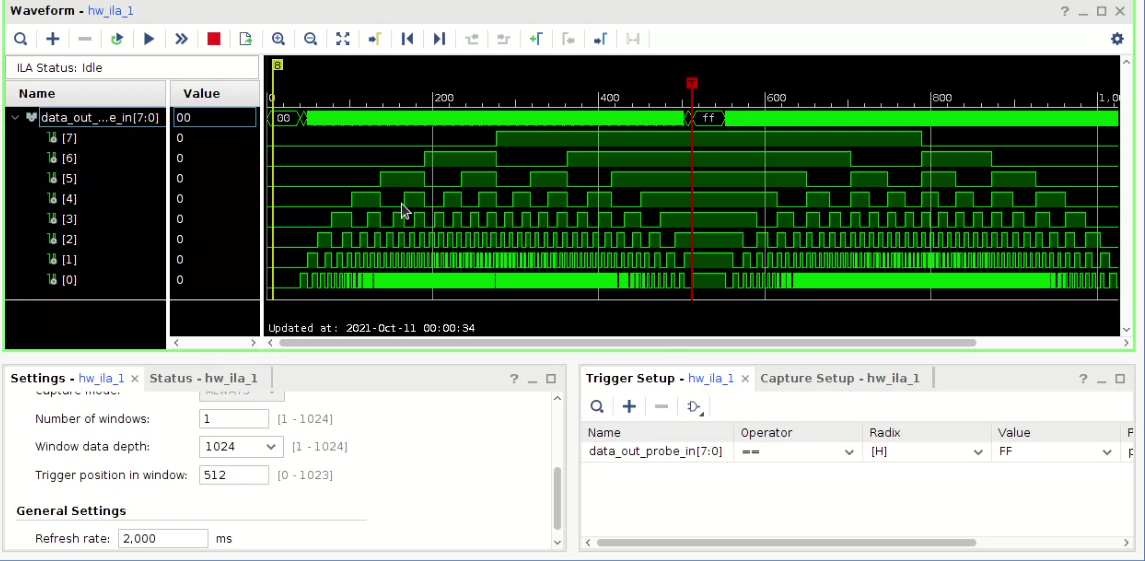 Waveform - hw_ila_1
ILA Status: Idle
Name Value
B
T
0 200 400 600 800 1,0
data_out_...e_in[7:0] 00 00 ff
[7] 0
[6] 0
[5] 0
[4] 0
[3] 0
[2] 0
[1] 0
[0] 0
Updated at: 2021-Oct-11 00:00:34
Settings - hw_ila_1 Status - hw_ila_1
Capture mode: ALWAYS
Number of windows: 1 [1 - 1024]
Window data depth: 1024 [1 - 1024]
Trigger position in window: 512 [0 - 1023]
General Settings
Refresh rate: 2,000 ms
Trigger Setup - hw_ila_1 Capture Setup - hw_ila_1
Name Operator Radix Value P
data_out_probe_in[7:0] == [H] FF p